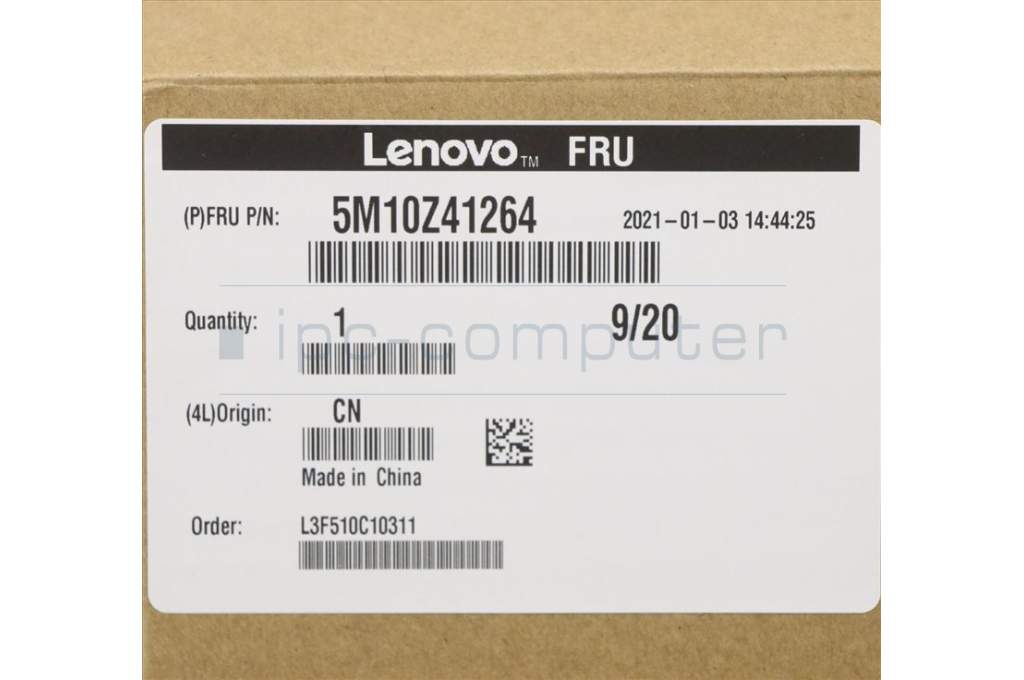 Lenovo™ FRU
(P)FRU P/N: 5M10Z41264 2021-01-03 14:44:25
Quantity: 1 9/20
ipc-computer
(4L)Origin: CN
Made in China
Order: L3F510C10311